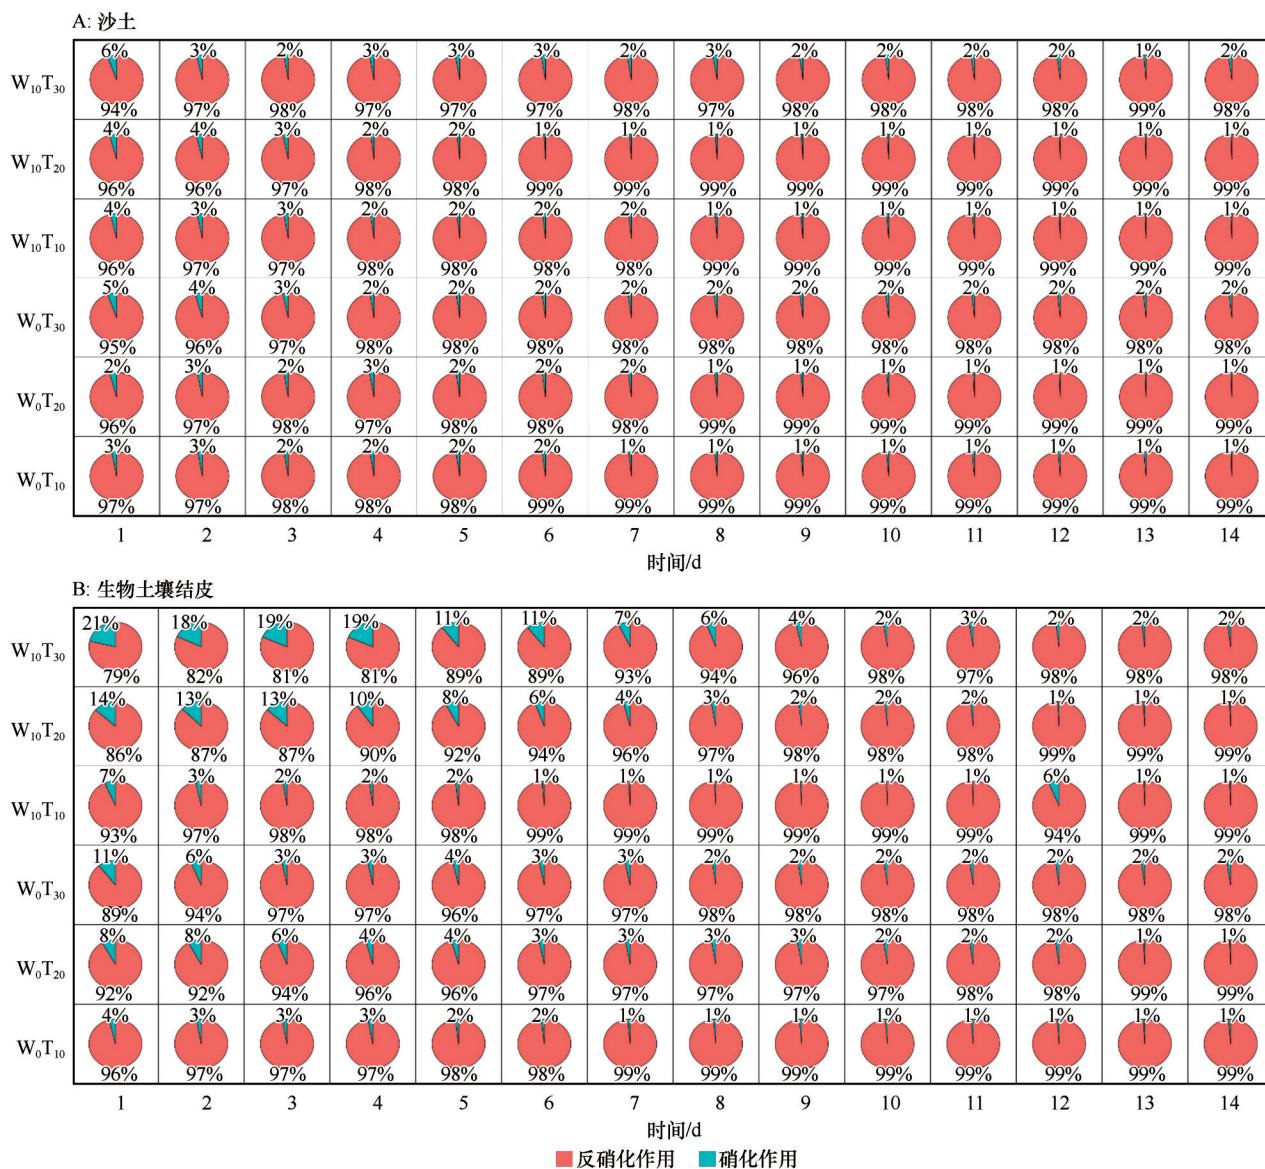 A: 沙土
6% 3% 2% 3% 3% 3% 2% 3% 2% 2% 2% 2% 1% 2%
W₁₀T₃₀
94% 97% 98% 97% 97% 97% 98% 97% 98% 98% 98% 98% 99% 98%
4% 4% 3% 2% 2% 1% 1% 1% 1% 1% 1% 1% 1% 1%
W₁₀T₂₀
96% 96% 97% 98% 98% 99% 99% 99% 99% 99% 99% 99% 99% 99%
4% 3% 3% 2% 2% 2% 2% 1% 1% 1% 1% 1% 1% 1%
W₁₀T₁₀
96% 97% 97% 98% 98% 98% 98% 99% 99% 99% 99% 99% 99% 99%
5% 4% 3% 2% 2% 2% 2% 2% 2% 2% 2% 2% 2% 2%
W₀T₃₀
95% 96% 97% 98% 98% 98% 98% 98% 98% 98% 98% 98% 98% 98%
2% 3% 2% 3% 2% 2% 2% 1% 1% 1% 1% 1% 1% 1%
W₀T₂₀
96% 97% 98% 97% 98% 98% 98% 99% 99% 99% 99% 99% 99% 99%
3% 3% 2% 2% 2% 2% 1% 1% 1% 1% 1% 1% 1% 1%
W₀T₁₀
97% 97% 98% 98% 98% 99% 99% 99% 99% 99% 99% 99% 99% 99%
1 2 3 4 5 6 7 8 9 10 11 12 13 14
时间/d
B: 生物土壤结皮
21% 18% 19% 19% 11% 11% 7% 6% 4% 2% 3% 2% 2% 2%
W₁₀T₃₀
79% 82% 81% 81% 89% 89% 93% 94% 96% 98% 97% 98% 98% 98%
14% 13% 13% 10% 8% 6% 4% 3% 2% 2% 2% 1% 1% 1%
W₁₀T₂₀
86% 87% 87% 90% 92% 94% 96% 97% 98% 98% 98% 99% 99% 99%
7% 3% 2% 2% 2% 1% 1% 1% 1% 1% 1% 6% 1% 1%
W₁₀T₁₀
93% 97% 98% 98% 98% 99% 99% 99% 99% 99% 99% 94% 99% 99%
11% 6% 3% 3% 4% 3% 3% 2% 2% 2% 2% 2% 2% 2%
W₀T₃₀
89% 94% 97% 97% 96% 97% 97% 98% 98% 98% 98% 98% 98% 98%
8% 8% 6% 4% 4% 3% 3% 3% 3% 2% 2% 2% 1% 1%
W₀T₂₀
92% 92% 94% 96% 96% 97% 97% 97% 97% 97% 98% 98% 99% 99%
4% 3% 3% 3% 2% 2% 1% 1% 1% 1% 1% 1% 1% 1%
W₀T₁₀
96% 97% 97% 97% 98% 98% 99% 99% 99% 99% 99% 99% 99% 99%
1 2 3 4 5 6 7 8 9 10 11 12 13 14
时间/d
反硝化作用 硝化作用